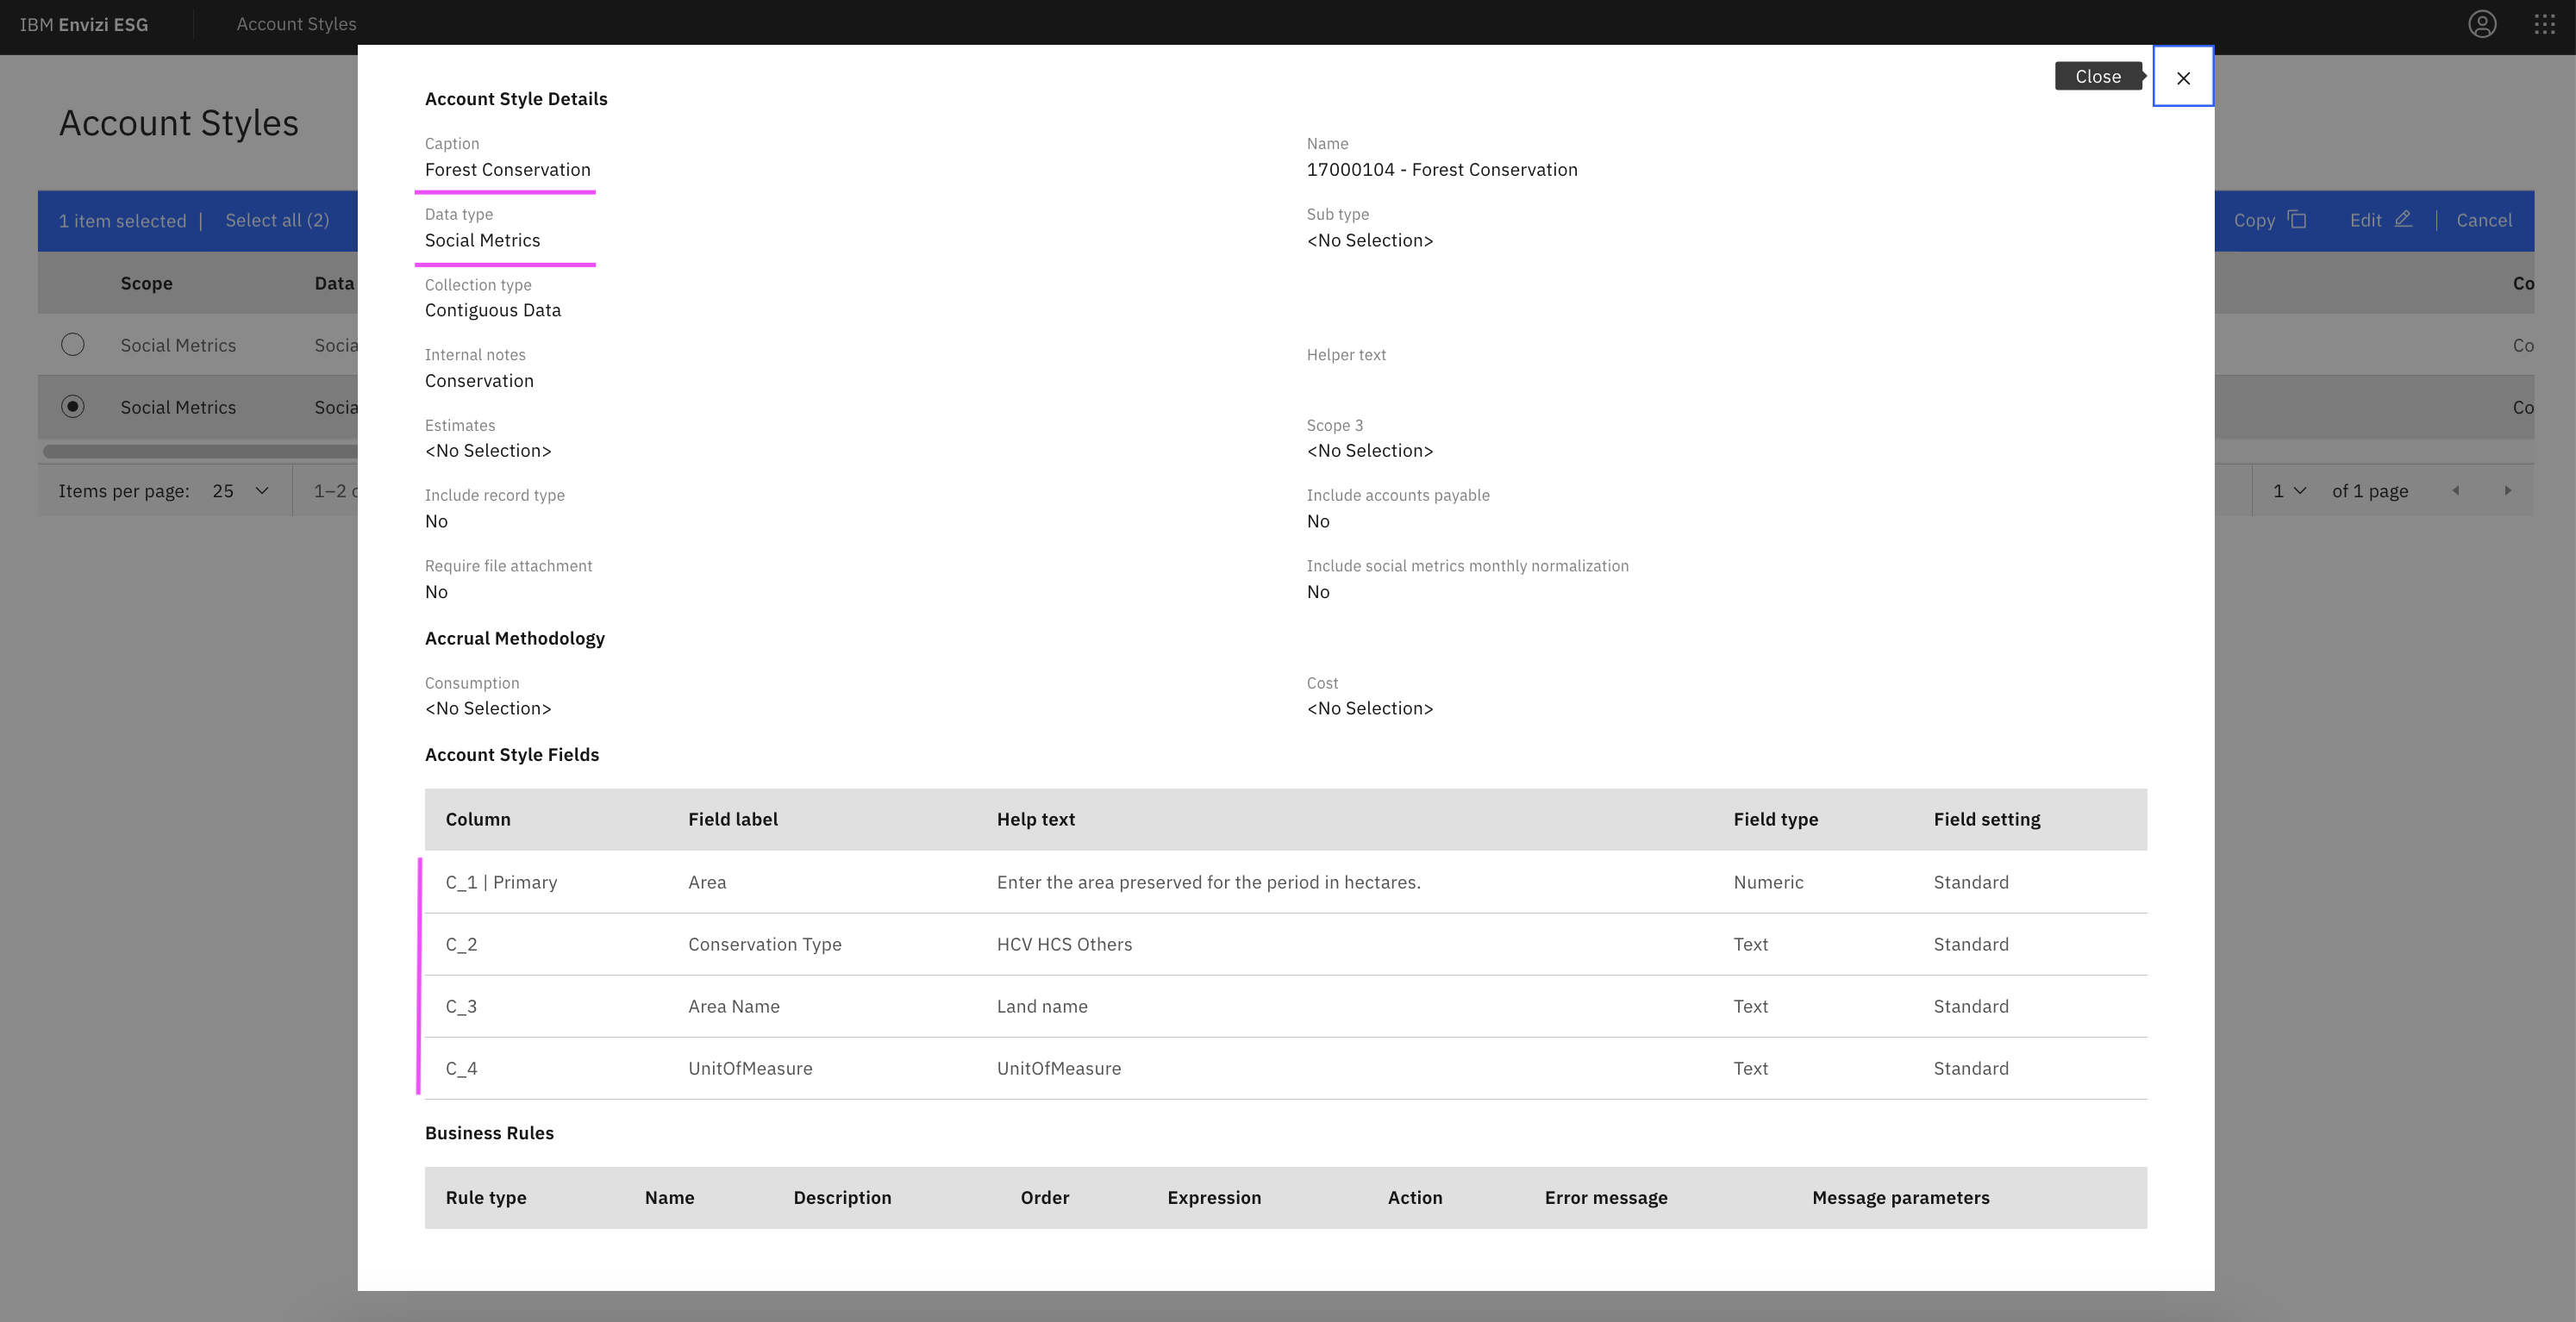 IBM Envizi ESG Account Styles
Close
Account Styles
1 item selected | Select all (2) Copy Edit | Cancel
Scope Data Co
Social Metrics Socia Co
Social Metrics Socia Co
Items per page: 25 1–2 1 of 1 page
Account Style Details
Caption Name
Forest Conservation 17000104 - Forest Conservation
Data type Sub type
Social Metrics <No Selection>
Collection type
Contiguous Data
Internal notes Helper text
Conservation
Estimates Scope 3
<No Selection> <No Selection>
Include record type Include accounts payable
No No
Require file attachment Include social metrics monthly normalization
No No
Accrual Methodology
Consumption Cost
<No Selection> <No Selection>
Account Style Fields
Column Field label Help text Field type Field setting
C_1 | Primary Area Enter the area preserved for the period in hectares. Numeric Standard
C_2 Conservation Type HCV HCS Others Text Standard
C_3 Area Name Land name Text Standard
C_4 UnitOfMeasure UnitOfMeasure Text Standard
Business Rules
Rule type Name Description Order Expression Action Error message Message parameters